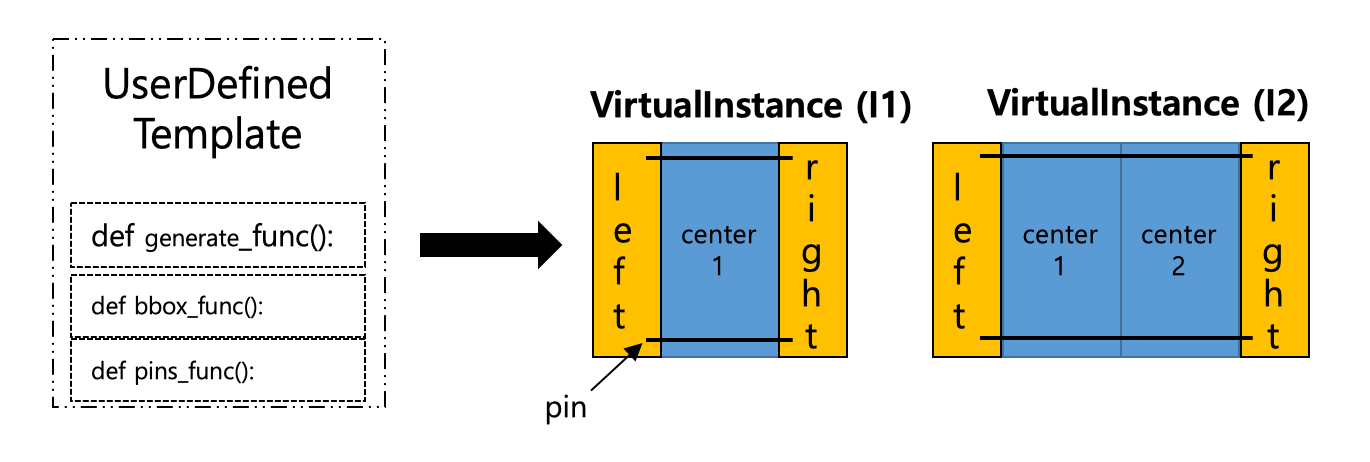 UserDefined
Template
def generate_func():
def bbox_func():
def pins_func():
VirtualInstance (I1)
left
center
1
right
pin
VirtualInstance (I2)
left
center
1
center
2
right